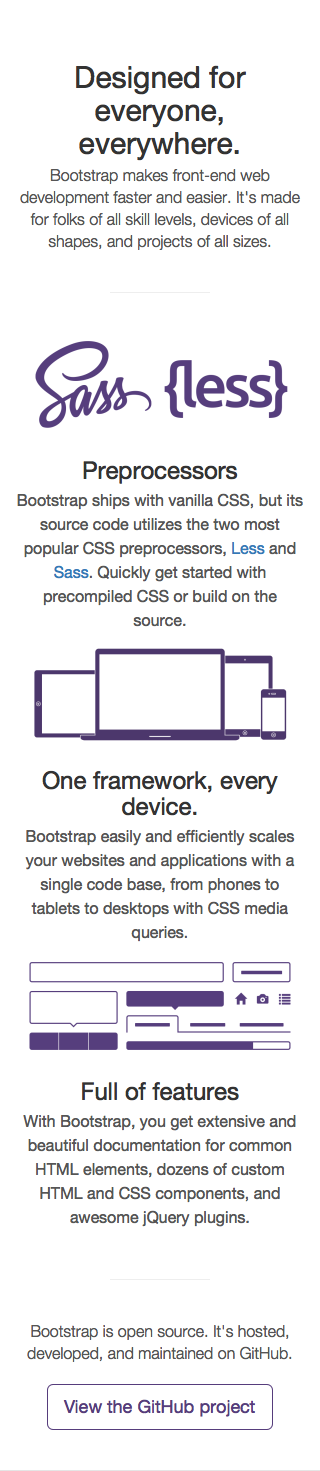 Designed for
everyone,
everywhere.
Bootstrap makes front-end web
development faster and easier. It's made
for folks of all skill levels, devices of all
shapes, and projects of all sizes.
Sass {less}
Preprocessors
Bootstrap ships with vanilla CSS, but its
source code utilizes the two most
popular CSS preprocessors, Less and
Sass. Quickly get started with
precompiled CSS or build on the
source.
One framework, every
device.
Bootstrap easily and efficiently scales
your websites and applications with a
single code base, from phones to
tablets to desktops with CSS media
queries.
Full of features
With Bootstrap, you get extensive and
beautiful documentation for common
HTML elements, dozens of custom
HTML and CSS components, and
awesome jQuery plugins.
Bootstrap is open source. It's hosted,
developed, and maintained on GitHub.
View the GitHub project